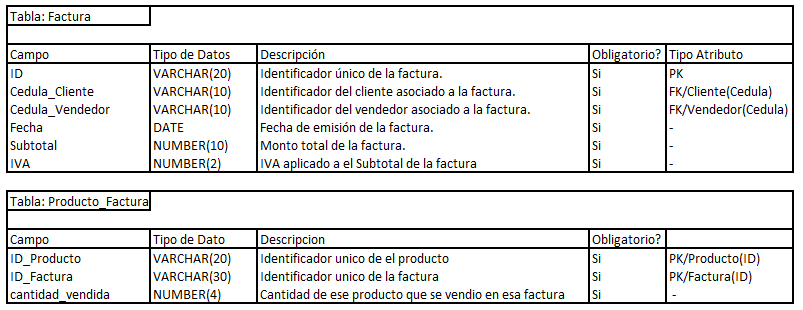 Tabla: Factura
Campo Tipo de Datos Descripción Obligatorio? Tipo Atributo
ID VARCHAR(20) Identificador único de la factura. Si PK
Cedula_Cliente VARCHAR(10) Identificador del cliente asociado a la factura. Si FK/Cliente(Cedula)
Cedula_Vendedor VARCHAR(10) Identificador del vendedor asociado a la factura. Si FK/Vendedor(Cedula)
Fecha DATE Fecha de emisión de la factura. Si -
Subtotal NUMBER(10) Monto total de la factura. Si -
IVA NUMBER(2) IVA aplicado a el Subtotal de la factura Si -
Tabla: Producto_Factura
Campo Tipo de Dato Descripcion Obligatorio?
ID_Producto VARCHAR(20) Identificador unico de el producto Si PK/Producto(ID)
ID_Factura VARCHAR(30) Identificador unico de la factura Si PK/Factura(ID)
cantidad_vendida NUMBER(4) Cantidad de ese producto que se vendio en esa factura Si -